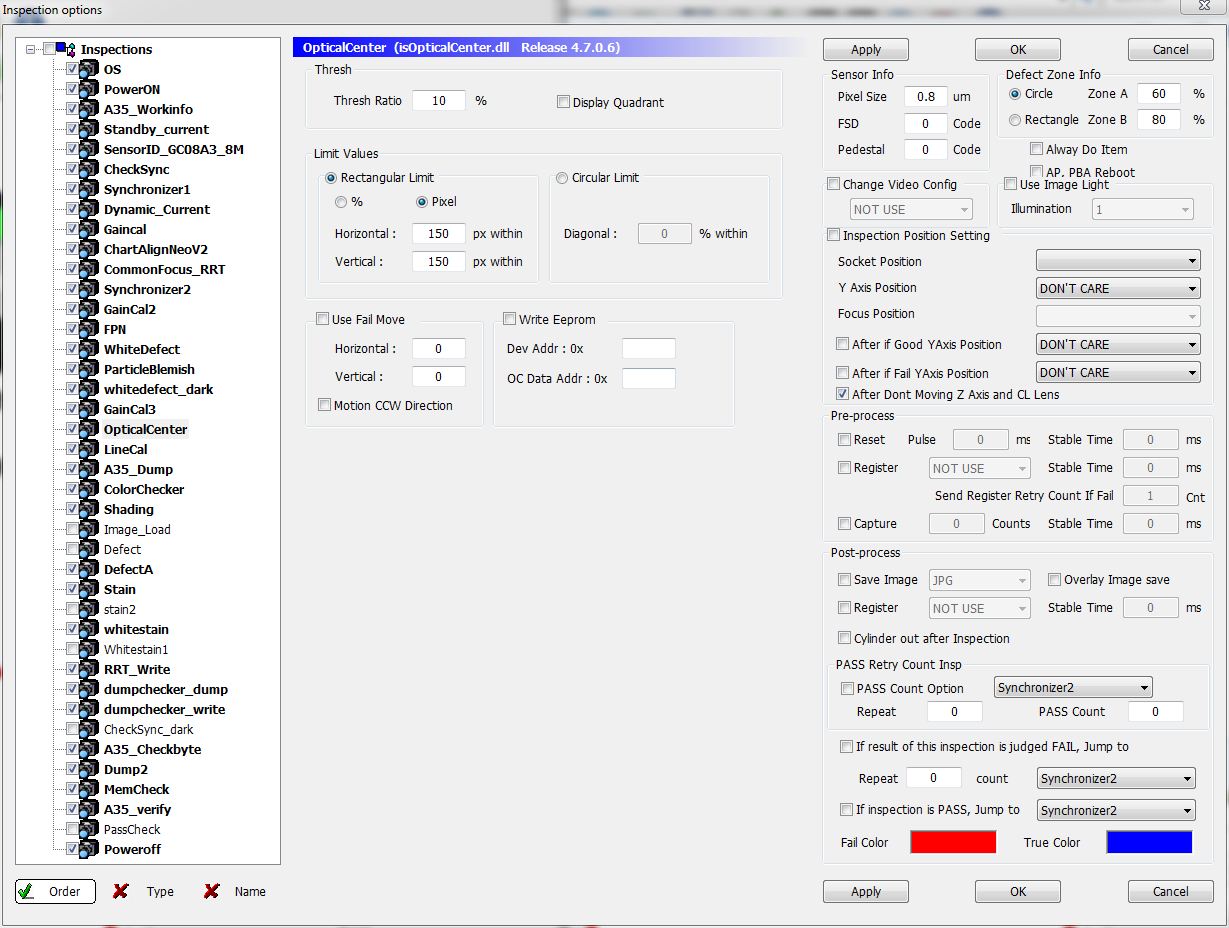 Inspection options
Inspections
OS
PowerON
A35_Workinfo
Standby_current
SensorID_GC08A3_8M
CheckSync
Synchronizer1
Dynamic_Current
Gaincal
ChartAlignNeoV2
CommonFocus_RRT
Synchronizer2
GainCal2
FPN
WhiteDefect
ParticleBlemish
whitedefect_dark
GainCal3
OpticalCenter
LineCal
A35_Dump
ColorChecker
Shading
Image_Load
Defect
DefectA
Stain
stain2
whitestain
Whitestain1
RRT_Write
dumpchecker_dump
dumpchecker_write
CheckSync_dark
A35_Checkbyte
Dump2
MemCheck
A35_verify
PassCheck
Poweroff
Order Type Name
OpticalCenter (isOpticalCenter.dll Release 4.7.0.6)
Thresh
Thresh Ratio 10 % Display Quadrant
Limit Values
Rectangular Limit
% Pixel
Horizontal : 150 px within
Vertical : 150 px within
Circular Limit
Diagonal : 0 % within
Use Fail Move
Horizontal : 0
Vertical : 0
Motion CCW Direction
Write Eeprom
Dev Addr : 0x
OC Data Addr : 0x
Apply OK Cancel
Sensor Info
Pixel Size 0.8 um
FSD 0 Code
Pedestal 0 Code
Defect Zone Info
Circle Zone A 60 %
Rectangle Zone B 80 %
Alway Do Item
AP, PBA Reboot
Change Video Config
NOT USE
Use Image Light
Illumination 1
Inspection Position Setting
Socket Position
Y Axis Position DON'T CARE
Focus Position
After if Good YAxis Position DON'T CARE
After if Fail YAxis Position DON'T CARE
After Dont Moving Z Axis and CL Lens
Pre-process
Reset Pulse 0 ms Stable Time 0 ms
Register NOT USE Stable Time 0 ms
Send Register Retry Count If Fail 1 Cnt
Capture 0 Counts Stable Time 0 ms
Post-process
Save Image JPG Overlay Image save
Register NOT USE Stable Time 0 ms
Cylinder out after Inspection
PASS Retry Count Insp
PASS Count Option Synchronizer2
Repeat 0 PASS Count 0
If result of this inspection is judged FAIL, Jump to
Repeat 0 count Synchronizer2
If inspection is PASS, Jump to Synchronizer2
Fail Color True Color
Apply OK Cancel